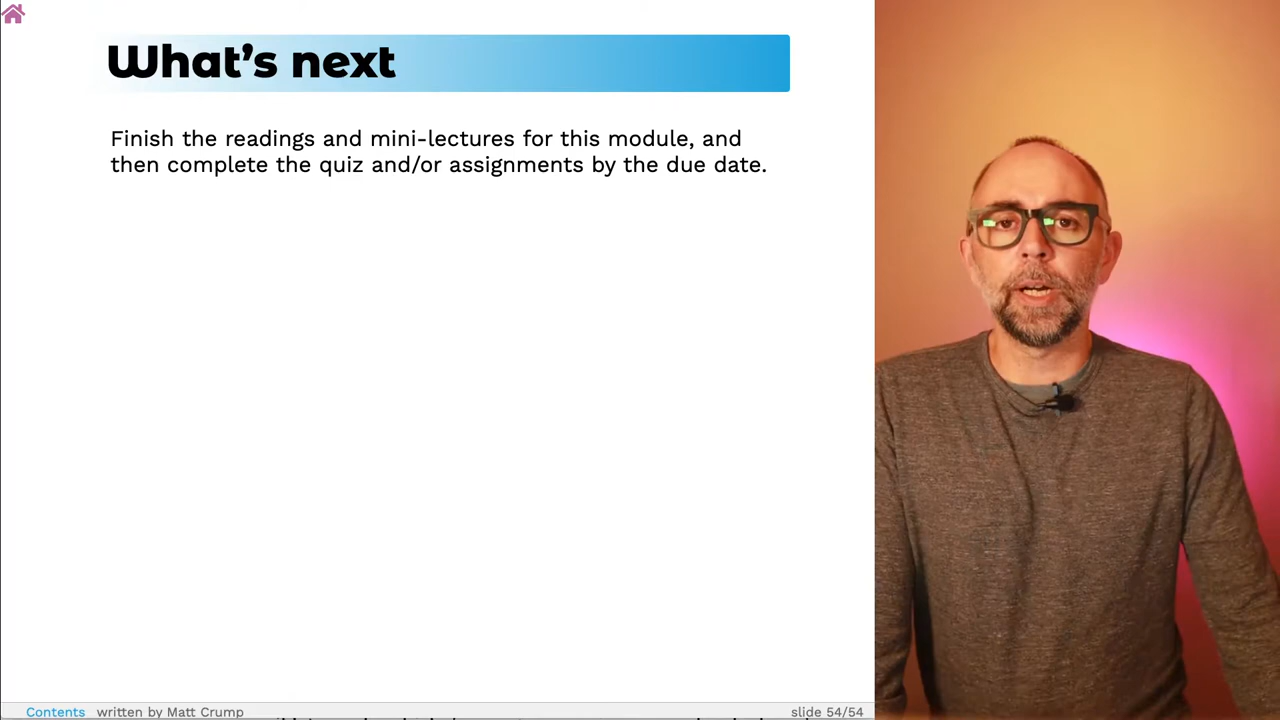 What's next
Finish the readings and mini-lectures for this module, and
then complete the quiz and/or assignments by the due date.
Contents written by Matt Crump slide 54/54